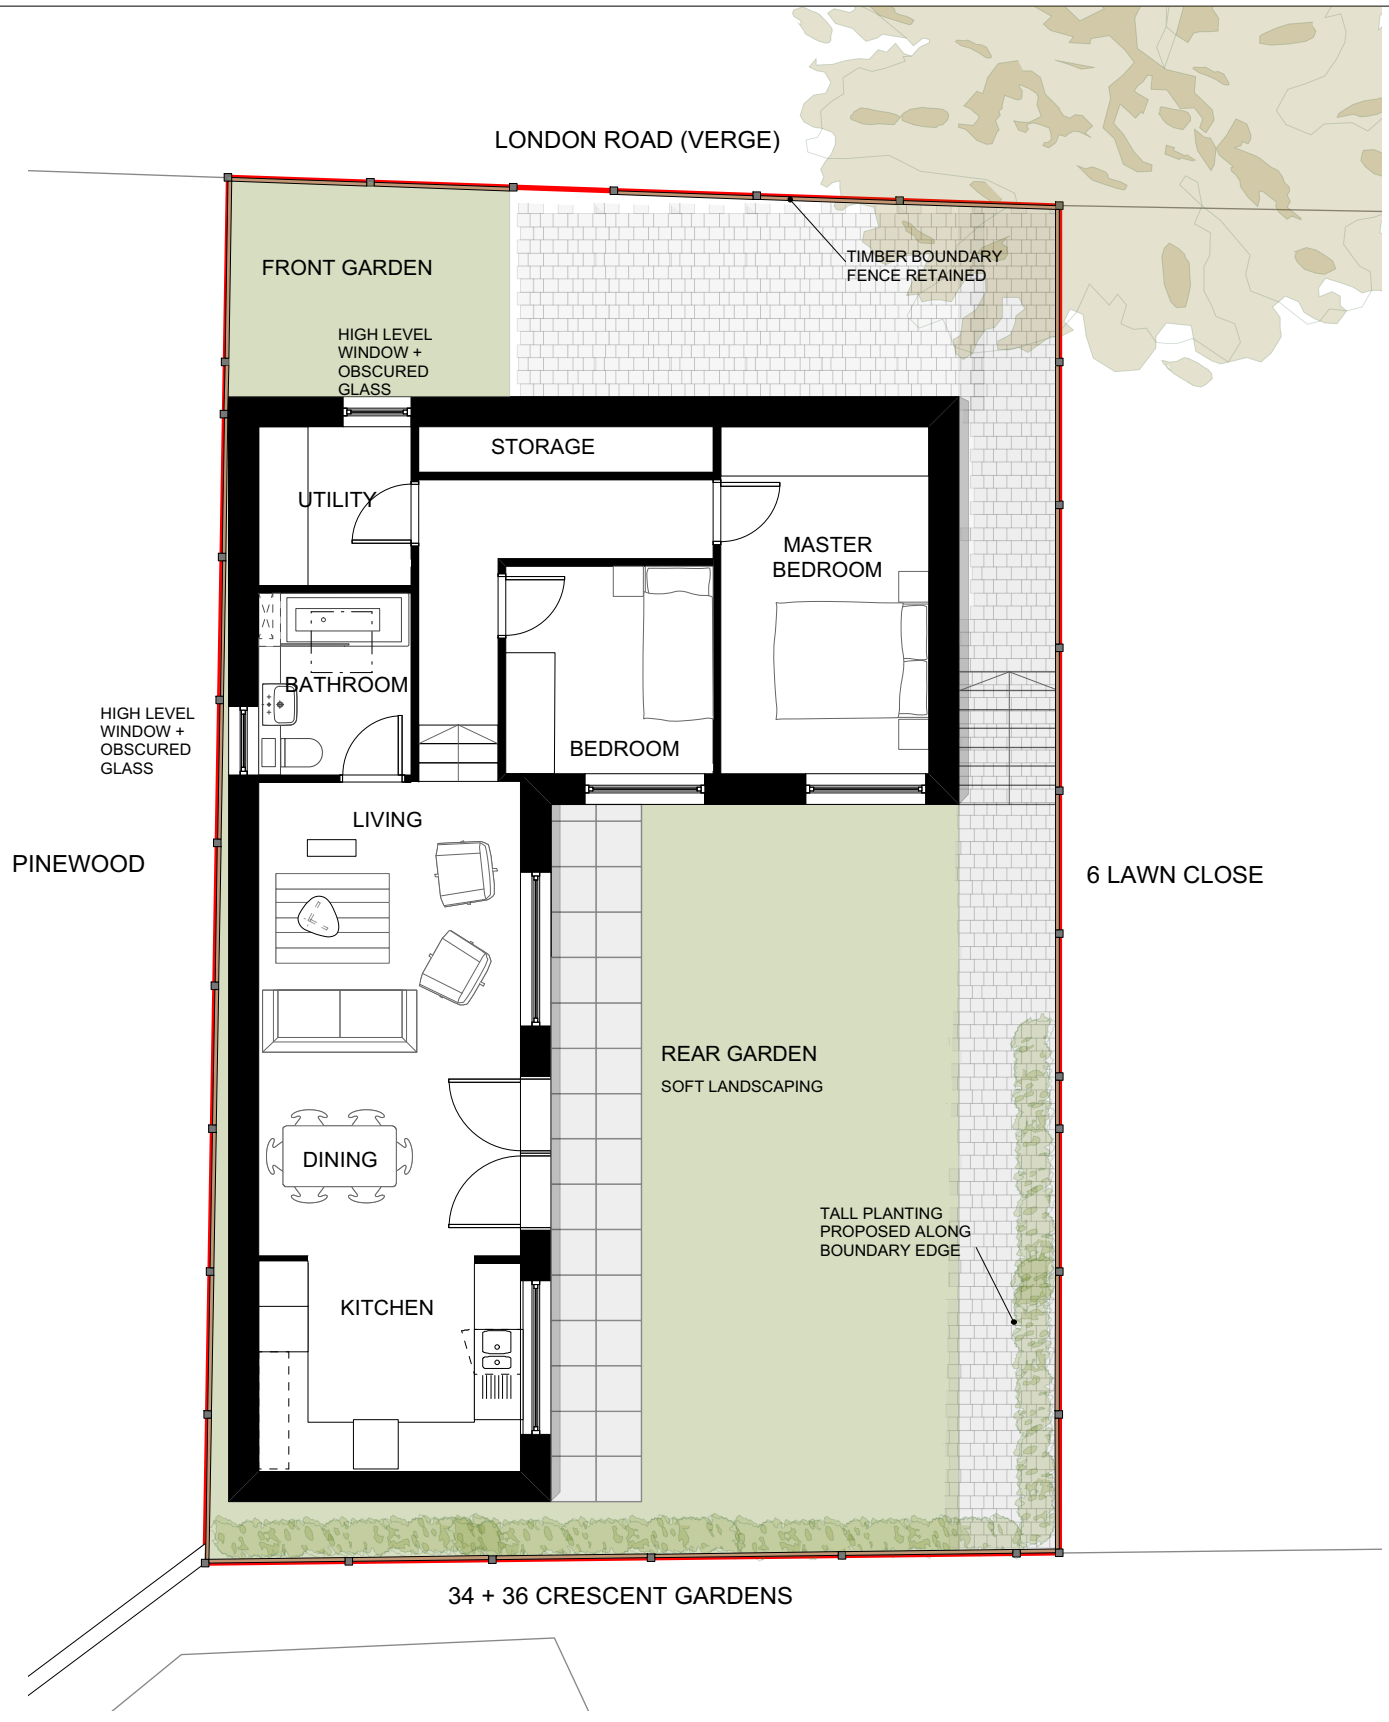 LONDON ROAD (VERGE)
TIMBER BOUNDARY
FENCE RETAINED
FRONT GARDEN
HIGH LEVEL
WINDOW +
OBSCURED
GLASS
STORAGE
UTILITY
MASTER
BEDROOM
BATHROOM
HIGH LEVEL
WINDOW +
OBSCURED
GLASS
BEDROOM
LIVING
PINEWOOD
6 LAWN CLOSE
REAR GARDEN
SOFT LANDSCAPING
DINING
TALL PLANTING
PROPOSED ALONG
BOUNDARY EDGE
KITCHEN
34 + 36 CRESCENT GARDENS